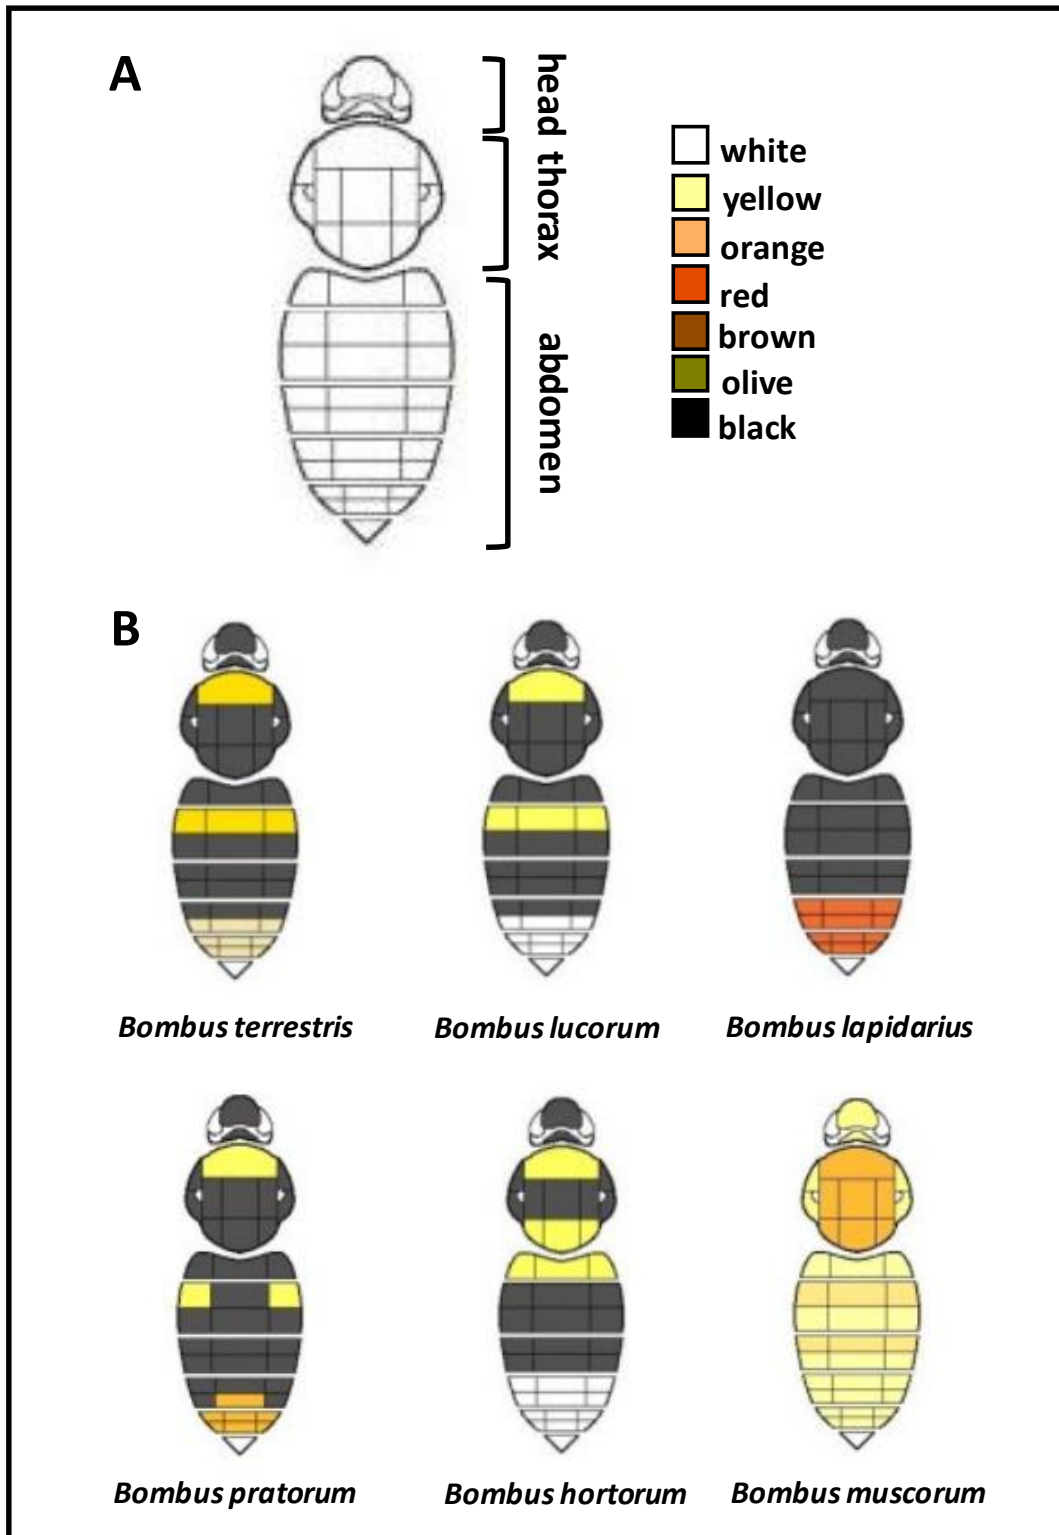 A
head
thorax
abdomen
white
yellow
orange
red
brown
olive
black
B
Bombus terrestris
Bombus lucorum
Bombus lapidarius
Bombus pratorum
Bombus hortorum
Bombus muscorum